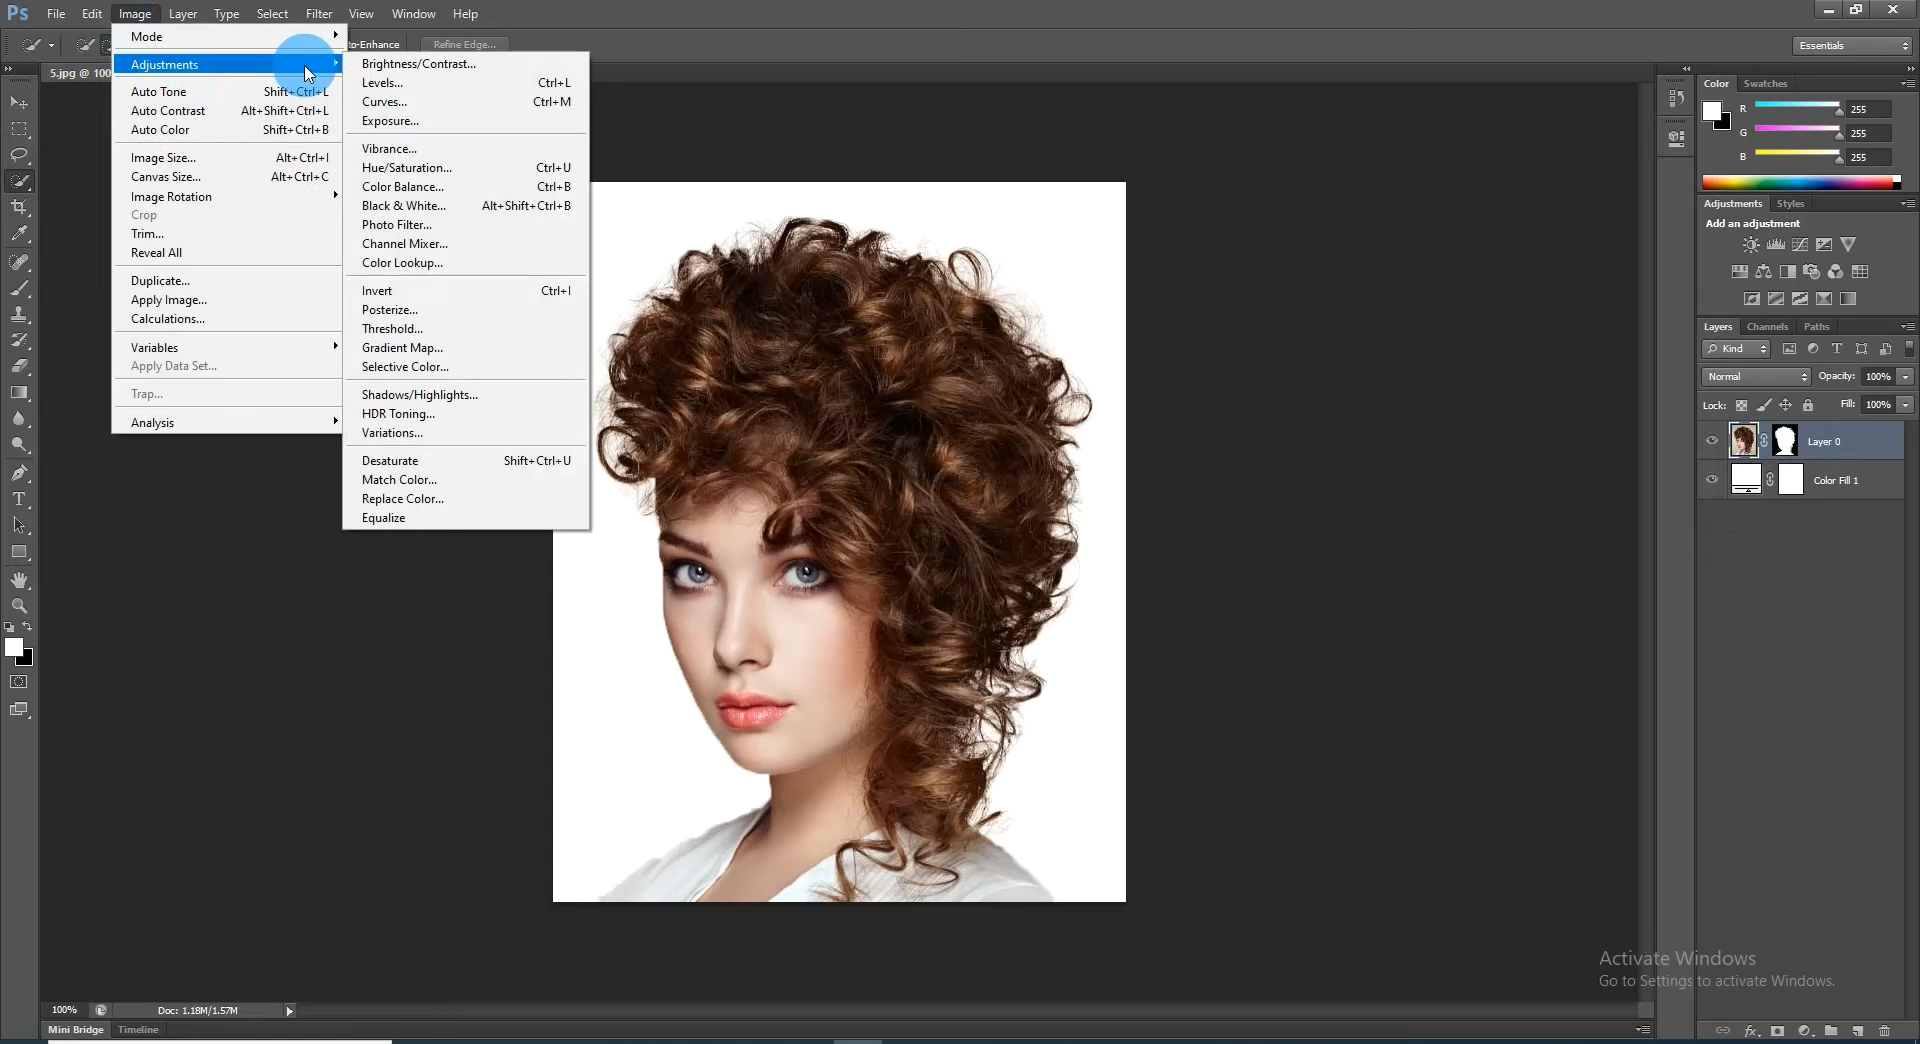 Ps File Edit Image Layer Type Select Filter View Window Help
to-Enhance Refine Edge... Essentials
5.jpg @ 100
Mode
Adjustments
Auto Tone Shift+Ctrl+L
Auto Contrast Alt+Shift+Ctrl+L
Auto Color Shift+Ctrl+B
Image Size... Alt+Ctrl+I
Canvas Size... Alt+Ctrl+C
Image Rotation
Crop
Trim...
Reveal All
Duplicate...
Apply Image...
Calculations...
Variables
Apply Data Set...
Trap...
Analysis
Brightness/Contrast...
Levels... Ctrl+L
Curves... Ctrl+M
Exposure...
Vibrance...
Hue/Saturation... Ctrl+U
Color Balance... Ctrl+B
Black & White... Alt+Shift+Ctrl+B
Photo Filter...
Channel Mixer...
Color Lookup...
Invert Ctrl+I
Posterize...
Threshold...
Gradient Map...
Selective Color...
Shadows/Highlights...
HDR Toning...
Variations...
Desaturate Shift+Ctrl+U
Match Color...
Replace Color...
Equalize
Color Swatches
R 255
G 255
B 255
Adjustments Styles
Add an adjustment
Layers Channels Paths
Kind
Normal Opacity: 100%
Lock: Fill: 100%
Layer 0
Color Fill 1
Activate Windows
Go to Settings to activate Windows.
100% Doc: 1.18M/1.57M
Mini Bridge Timeline